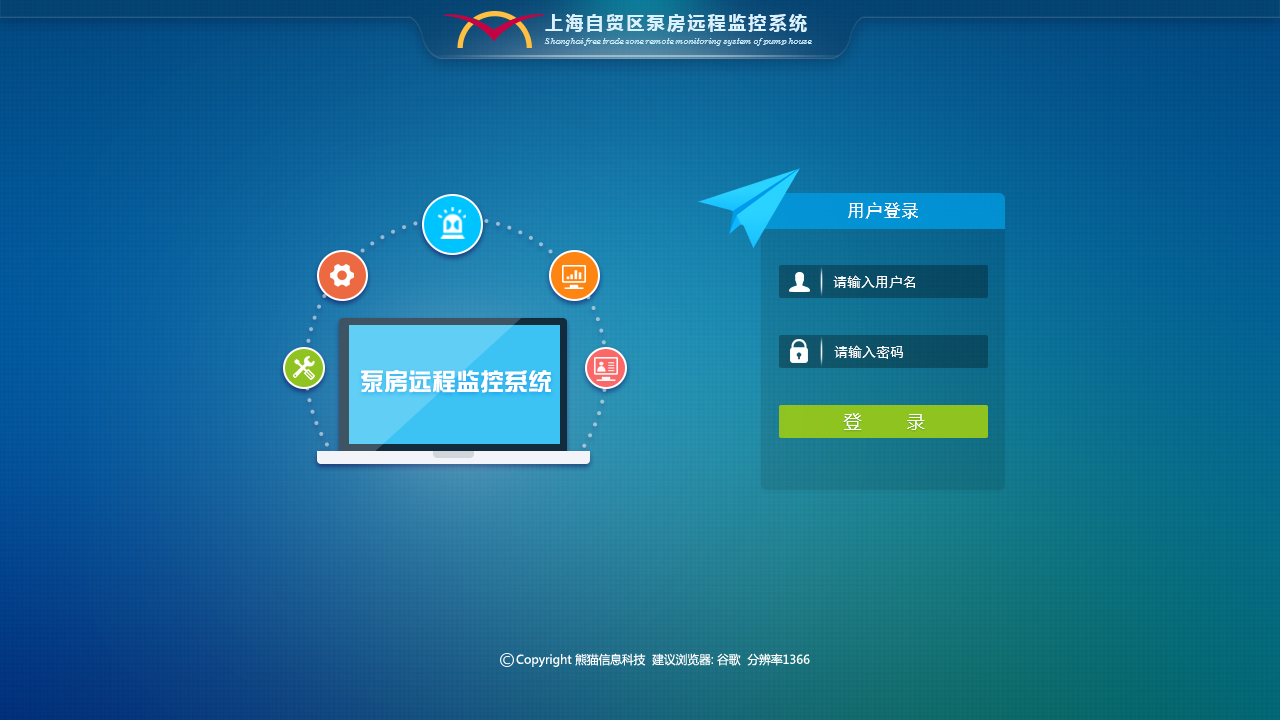 上海自贸区泵房远程监控系统
Shanghai free trade zone remote monitoring system of pump house
用户登录
请输入用户名
泵房远程监控系统
请输入密码
登 录
©Copyright 熊猫信息科技 建议浏览器: 谷歌 分辨率1366